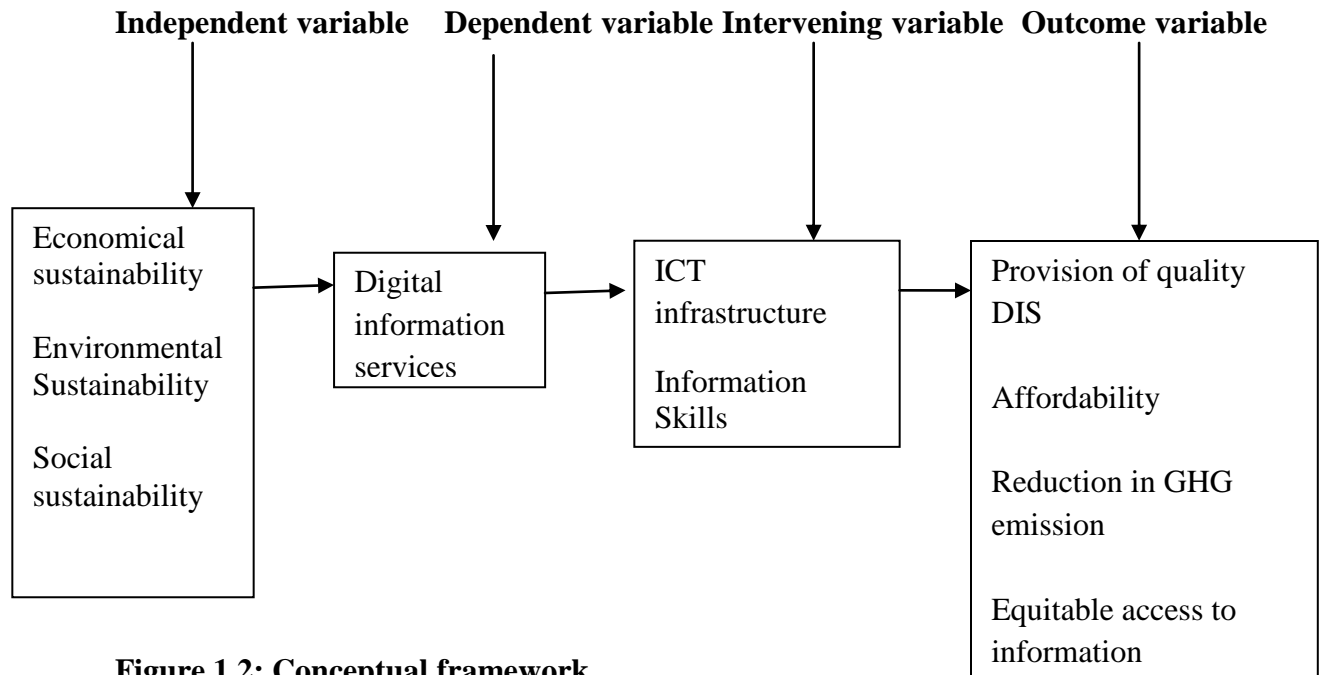 Independent variable Dependent variable Intervening variable Outcome variable
Economical
sustainability
Environmental
Sustainability
Social
sustainability
Digital
information
services
ICT
infrastructure
Information
Skills
Provision of quality
DIS
Affordability
Reduction in GHG
emission
Equitable access to
information
Figure 1.2: Conceptual framework